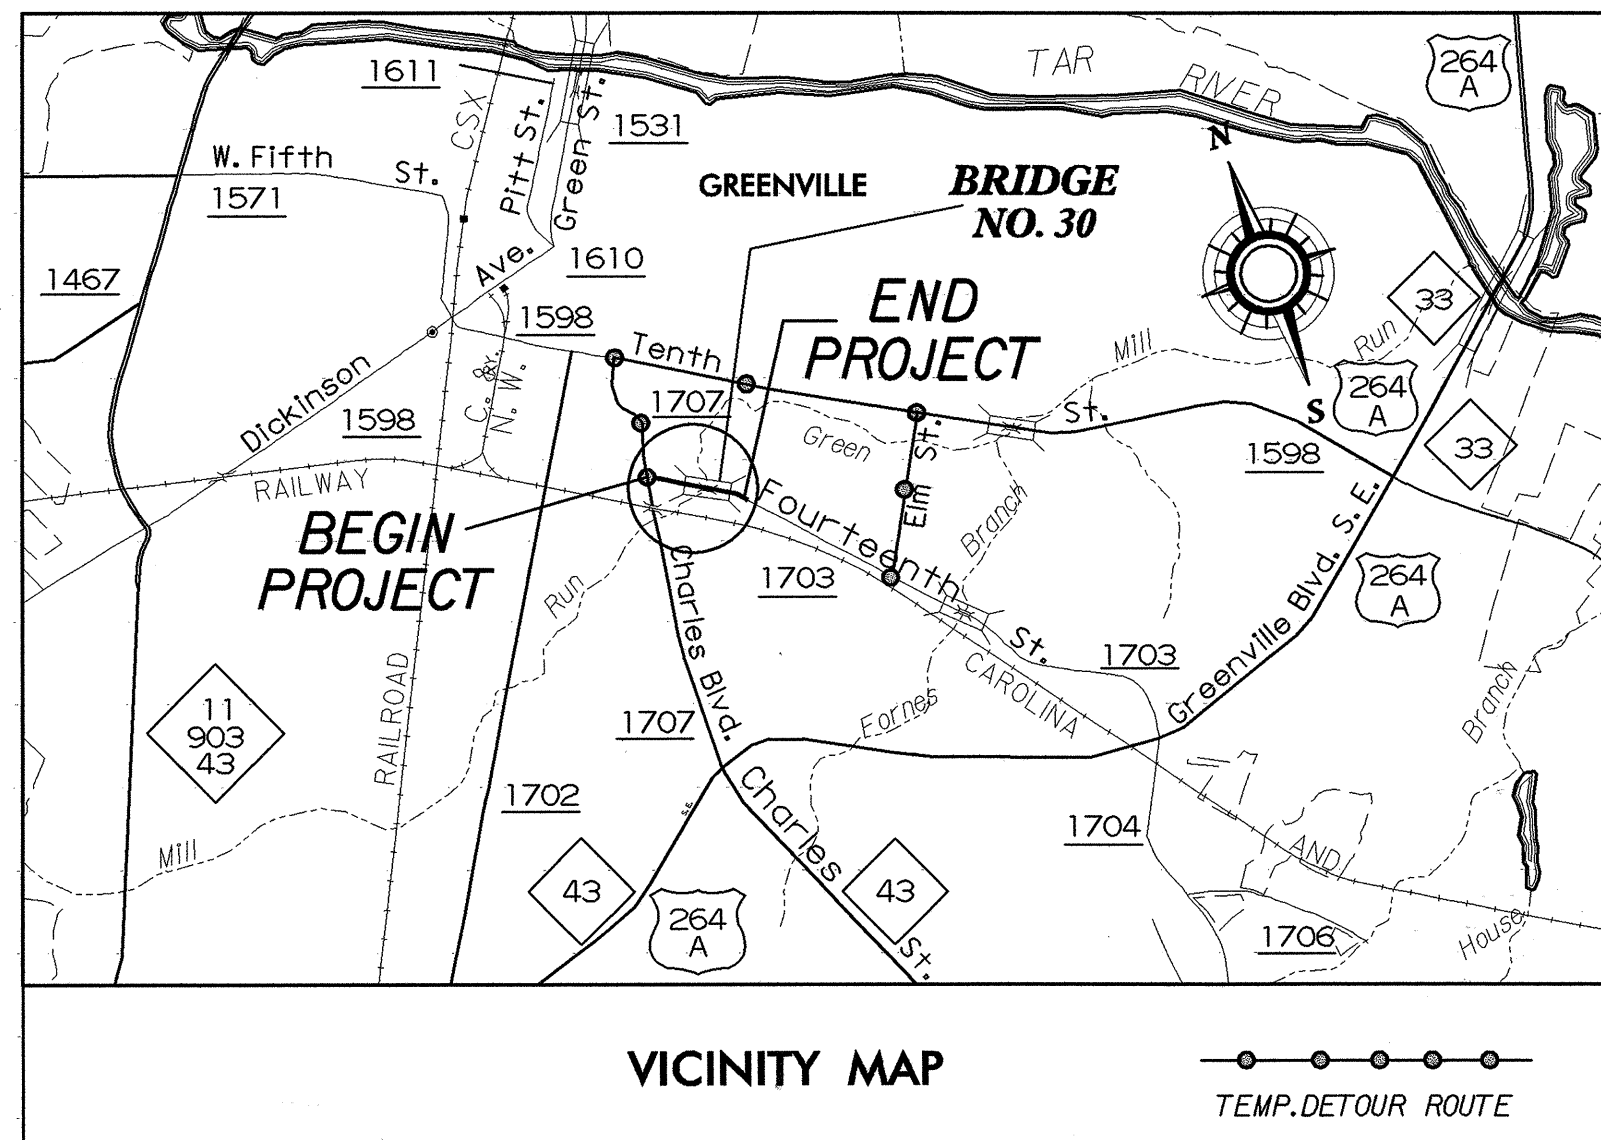 TAR
RIVER
264
A
1611
CSX
Pitt St.
Green St.
1531
N
W. Fifth
St.
1571
GREENVILLE
BRIDGE
NO. 30
1467
Ave.
1610
1598
END
PROJECT
33
Tenth
Mill
Run
264
A
S
Dickinson
C. & N. W.
RY.
1707
St.
1598
Green
St.
1598
33
RAILWAY
Elm
Branch
BEGIN
PROJECT
Fourteenth
S. E.
1703
264
A
Run
Charles Blvd.
St.
1703
Greenville Blvd.
CAROLINA
RAILROAD
11
903
43
1707
Fornes
Branch
1702
Charles
S.E.
1704
Mill
AND
43
264
A
43
St.
1706
House
VICINITY MAP
TEMP. DETOUR ROUTE